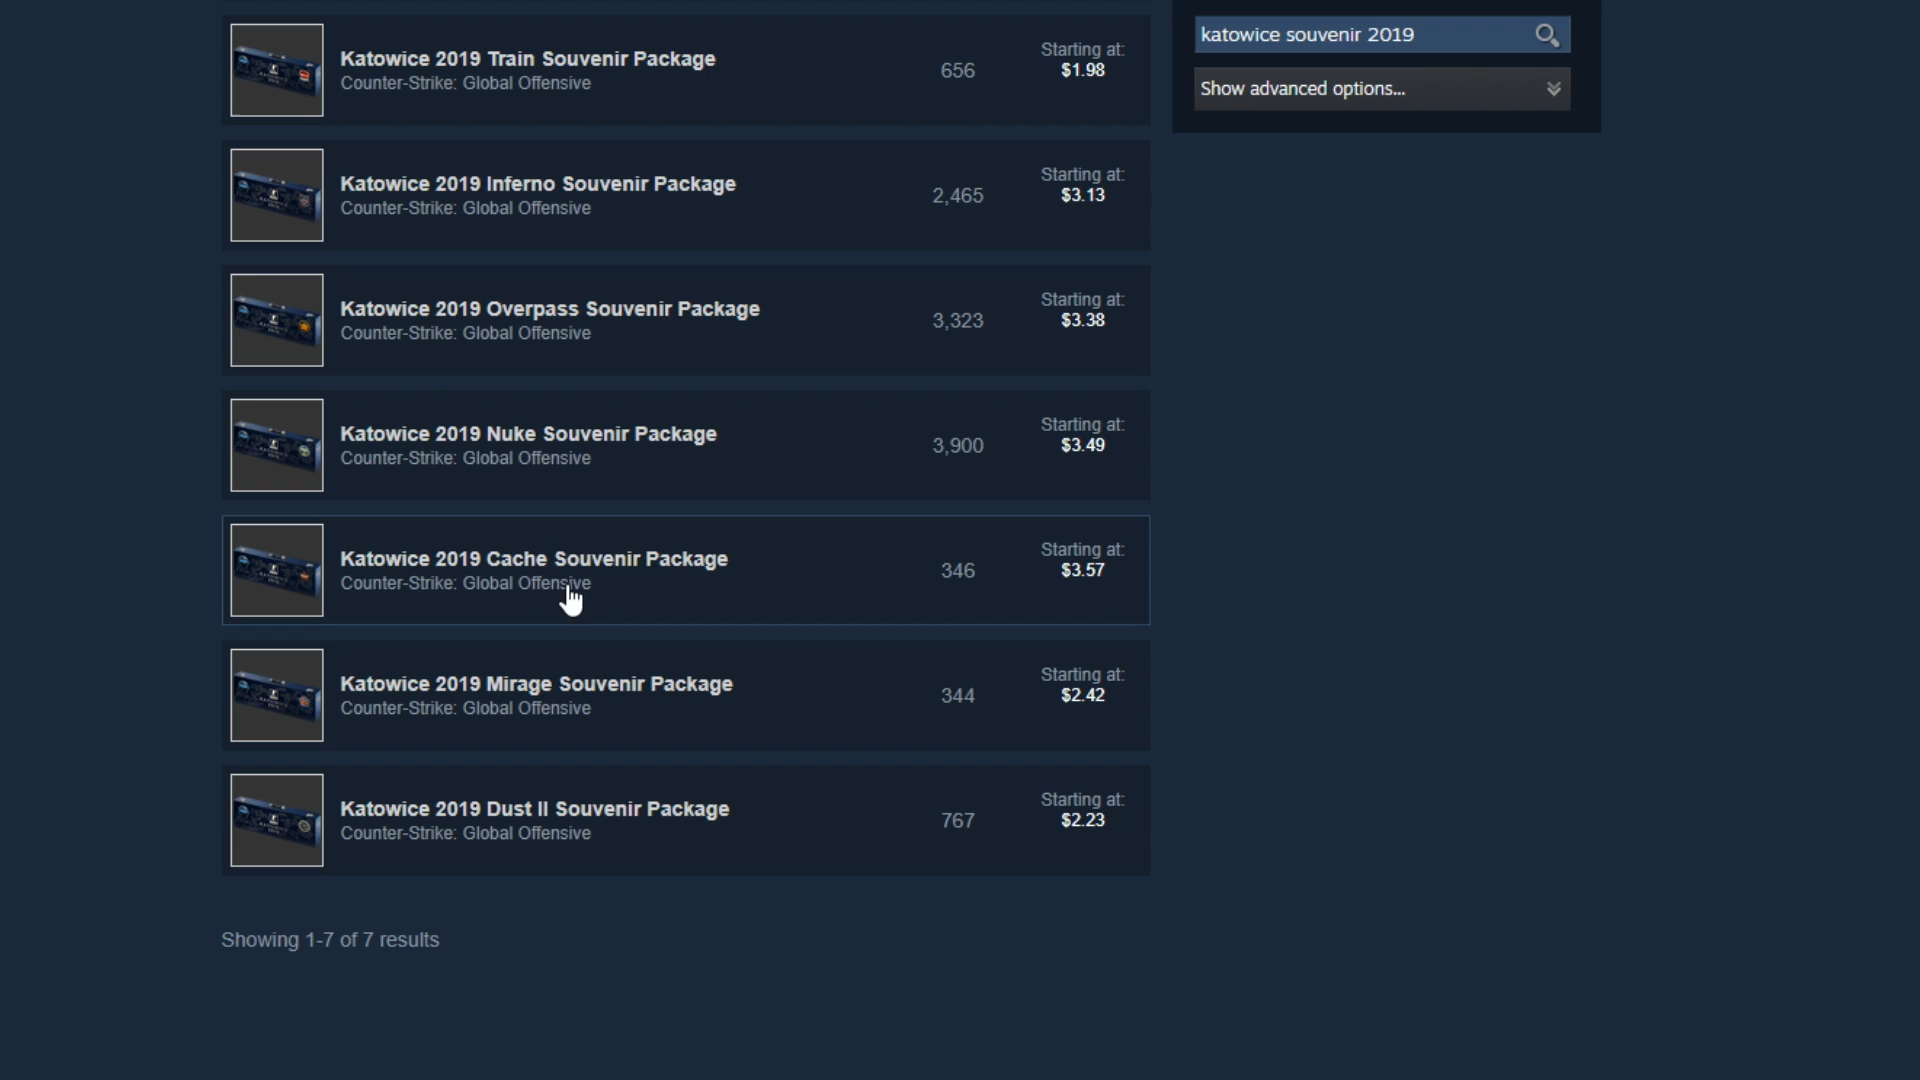 Katowice 2019 Train Souvenir Package
Counter-Strike: Global Offensive
656
Starting at:
$1.98
Katowice 2019 Inferno Souvenir Package
Counter-Strike: Global Offensive
2,465
Starting at:
$3.13
Katowice 2019 Overpass Souvenir Package
Counter-Strike: Global Offensive
3,323
Starting at:
$3.38
Katowice 2019 Nuke Souvenir Package
Counter-Strike: Global Offensive
3,900
Starting at:
$3.49
Katowice 2019 Cache Souvenir Package
Counter-Strike: Global Offensive
346
Starting at:
$3.57
Katowice 2019 Mirage Souvenir Package
Counter-Strike: Global Offensive
344
Starting at:
$2.42
Katowice 2019 Dust II Souvenir Package
Counter-Strike: Global Offensive
767
Starting at:
$2.23
Showing 1-7 of 7 results
katowice souvenir 2019
Show advanced options...